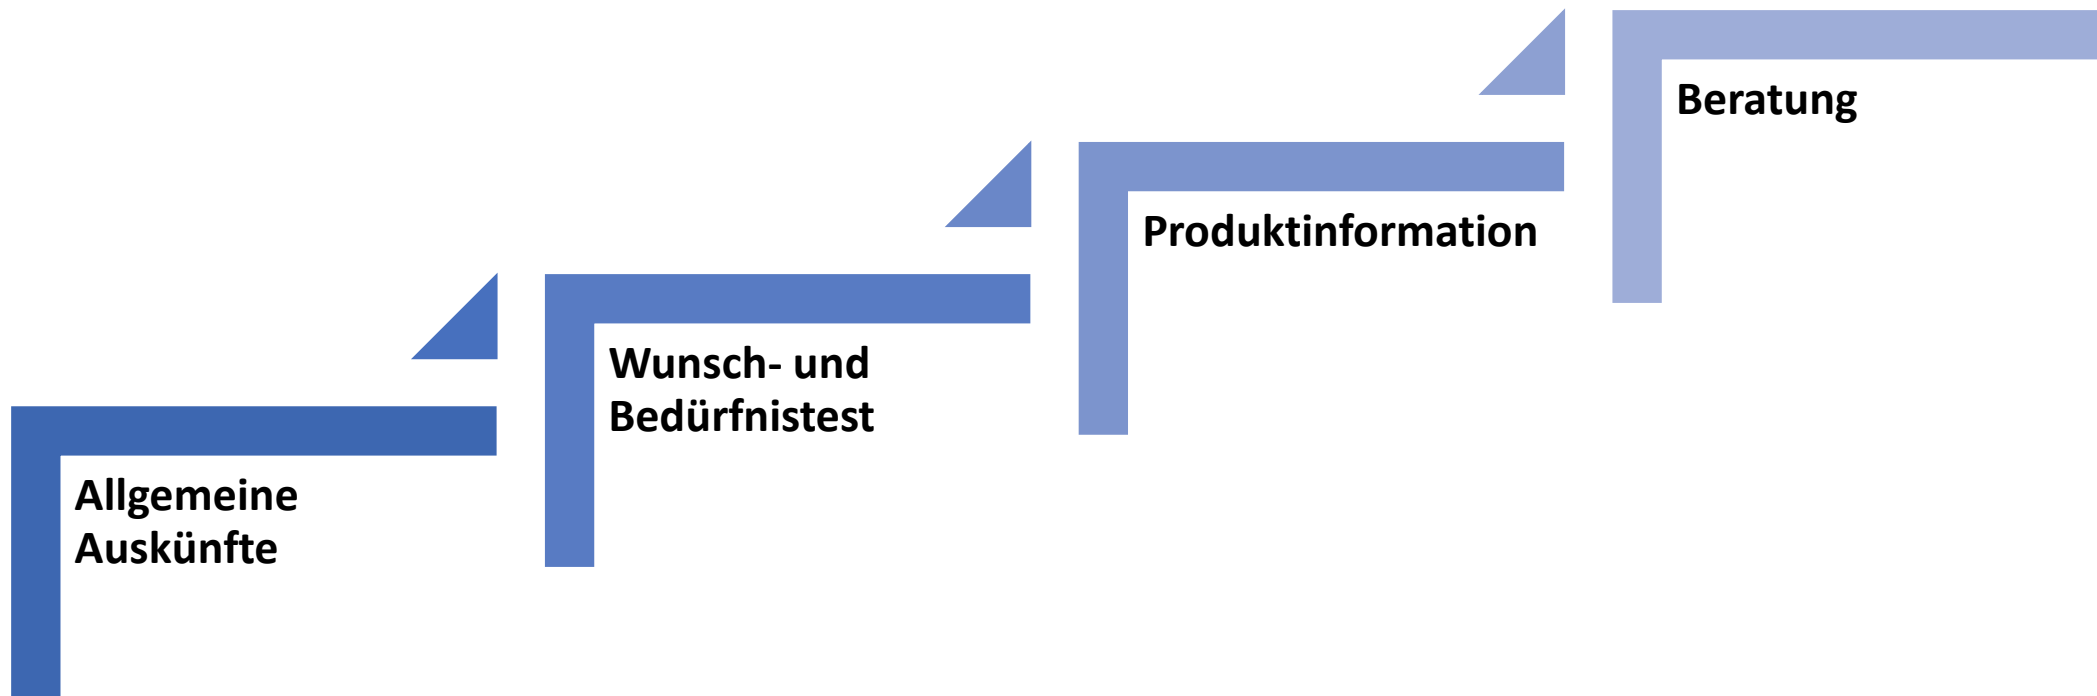 Allgemeine
Auskünfte
Wunsch- und
Bedürfnistest
Produktinformation
Beratung